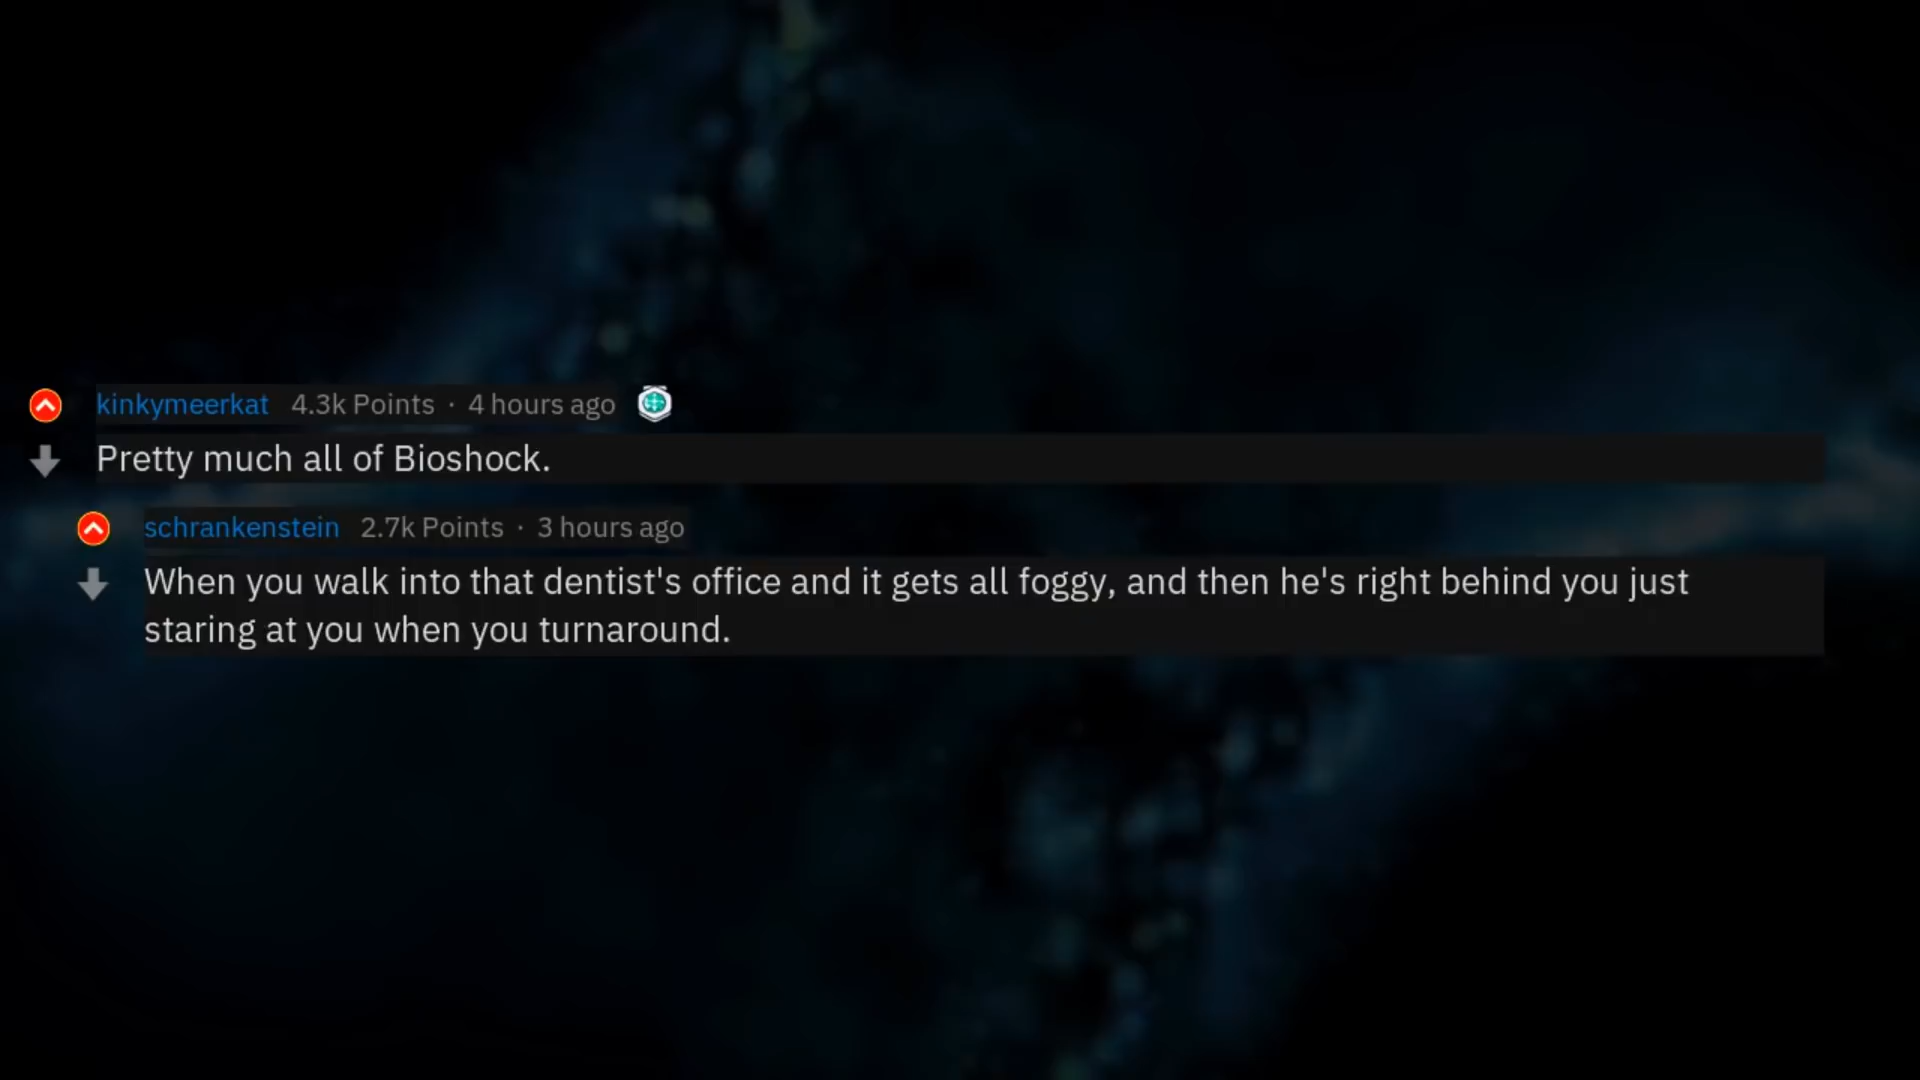 kinkymeerkat 4.3k Points · 4 hours ago
Pretty much all of Bioshock.
schrankenstein 2.7k Points · 3 hours ago
When you walk into that dentist's office and it gets all foggy, and then he's right behind you just
staring at you when you turnaround.